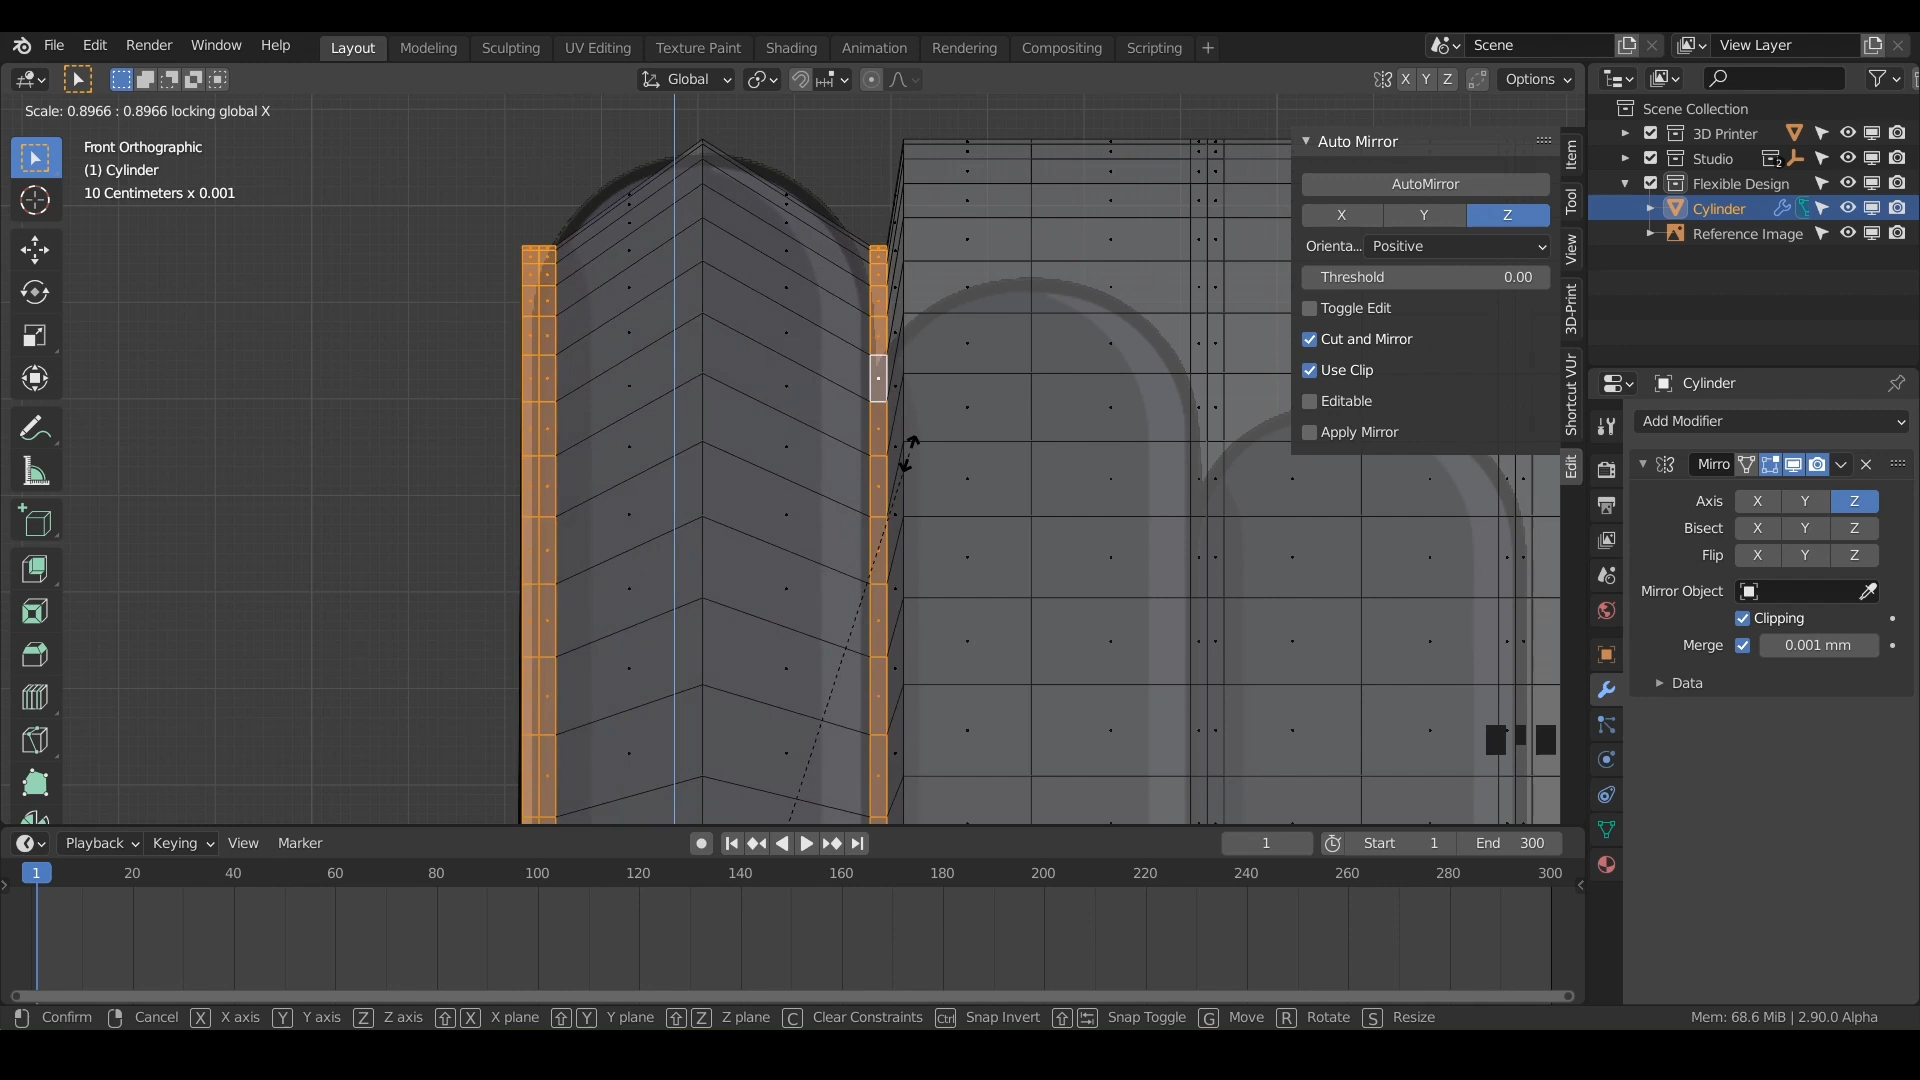 File Edit Render Window Help Layout Modeling Sculpting UV Editing Texture Paint Shading Animation Rendering Compositing Scripting + Scene View Layer
Global X Y Z Options
Scale: 0.8966 : 0.8966 locking global X
Front Orthographic
(1) Cylinder
10 Centimeters x 0.001
Auto Mirror
AutoMirror
X Y Z
Orienta... Positive
Threshold 0.00
Toggle Edit
Cut and Mirror
Use Clip
Editable
Apply Mirror
Item
Tool
View
3D-Print
Shortcut VUr
Edit
Scene Collection
3D Printer
Studio 2
Flexible Design
Cylinder
Reference Image
Cylinder
Add Modifier
Mirro
Axis X Y Z
Bisect X Y Z
Flip X Y Z
Mirror Object
Clipping
Merge 0.001 mm
Data
Playback Keying View Marker 1 Start 1 End 300
1 20 40 60 80 100 120 140 160 180 200 220 240 260 280 300
Confirm Cancel X X axis Y Y axis Z Z axis X X plane Y Y plane Z Z plane C Clear Constraints Ctrl Snap Invert Snap Toggle G Move R Rotate S Resize Mem: 68.6 MiB | 2.90.0 Alpha